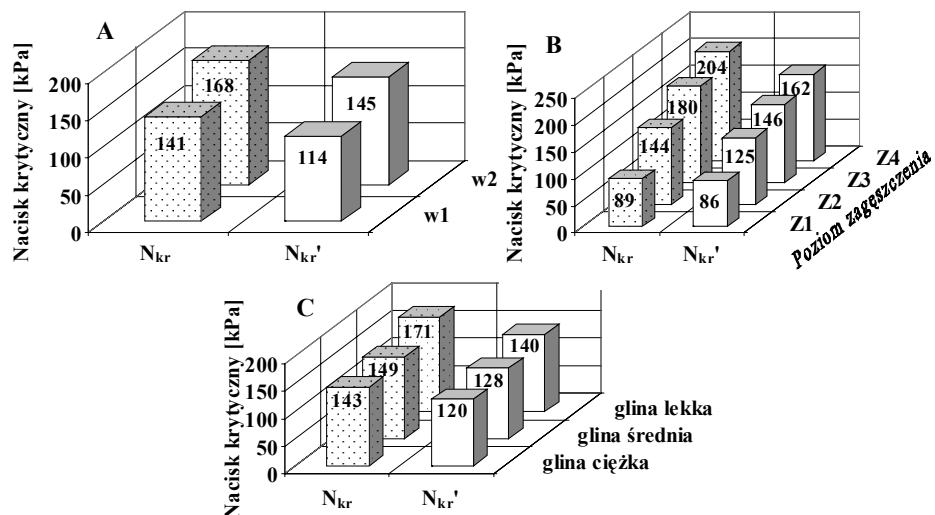 A
Nacisk krytyczny [kPa]
200
150
100
50
0
168
145
141
114
w2
w1
Nkr
Nkr'
B
Nacisk krytyczny [kPa]
250
200
150
100
50
0
204
162
180
146
144
125
89
86
Z4
Z3
Z2
Z1
Poziom zagęszczenia
Nkr
Nkr'
C
Nacisk krytyczny [kPa]
200
150
100
50
0
171
140
149
128
143
120
glina lekka
glina średnia
glina ciężka
Nkr
Nkr'